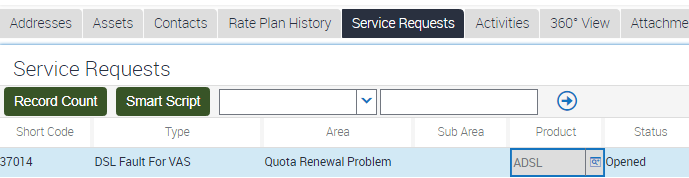 Addresses Assets Contacts Rate Plan History Service Requests Activities 360° View Attachme
Service Requests
Record Count Smart Script
Short Code Type Area Sub Area Product Status
37014 DSL Fault For VAS Quota Renewal Problem ADSL Opened